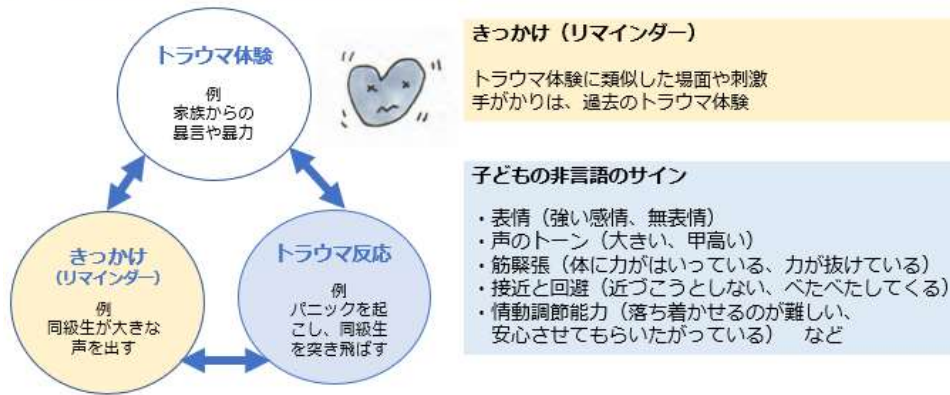 トラウマ体験
例
家族からの
暴言や暴力
きっかけ
(リマインダー)
例
同級生が大きな
声を出す
トラウマ反応
例
パニックを起
こし、同級生
を突き飛ばす
きっかけ（リマインダー）
トラウマ体験に類似した場面や刺激
手がかりは、過去のトラウマ体験
子どもの非言語のサイン
・表情（強い感情、無表情）
・声のトーン（大きい、甲高い）
・筋緊張（体に力がはいっている、力が抜けている）
・接近と回避（近づこうとしない、べたべたしてくる）
・情動調節能力（落ち着かせるのが難しい、
安心させてもらいたがっている）　など